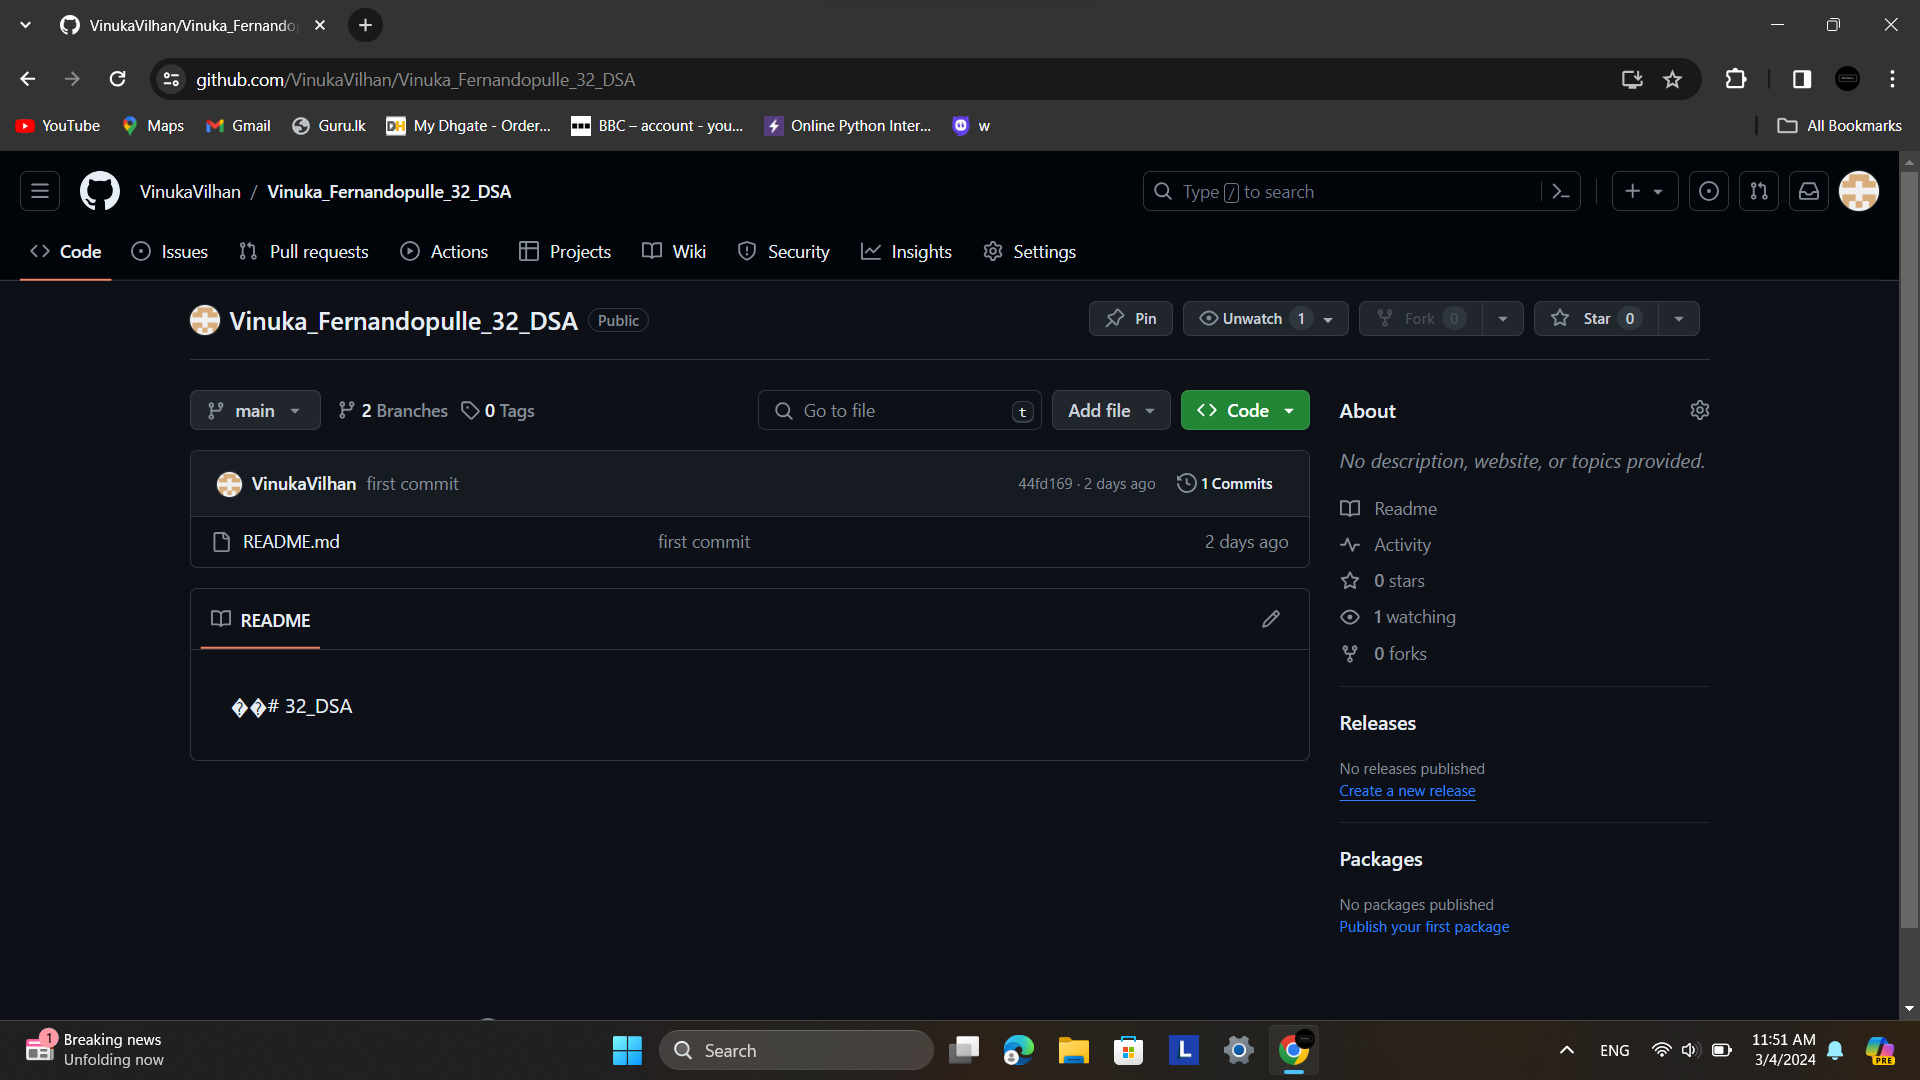 VinukaVilhan/Vinuka_Fernandop
github.com/VinukaVilhan/Vinuka_Fernandopulle_32_DSA
YouTube Maps Gmail Guru.lk My Dhgate - Order... BBC – account - you... Online Python Inter... w All Bookmarks
VinukaVilhan / Vinuka_Fernandopulle_32_DSA Type / to search
Code Issues Pull requests Actions Projects Wiki Security Insights Settings
Vinuka_Fernandopulle_32_DSA Public Pin Unwatch 1 Fork 0 Star 0
main 2 Branches 0 Tags Go to file t Add file Code
VinukaVilhan first commit 44fd169 · 2 days ago 1 Commits
README.md first commit 2 days ago
README
��# 32_DSA
About
No description, website, or topics provided.
Readme
Activity
0 stars
1 watching
0 forks
Releases
No releases published
Create a new release
Packages
No packages published
Publish your first package
1 Breaking news
Unfolding now
Search
L
ENG
11:51 AM
3/4/2024
PRE